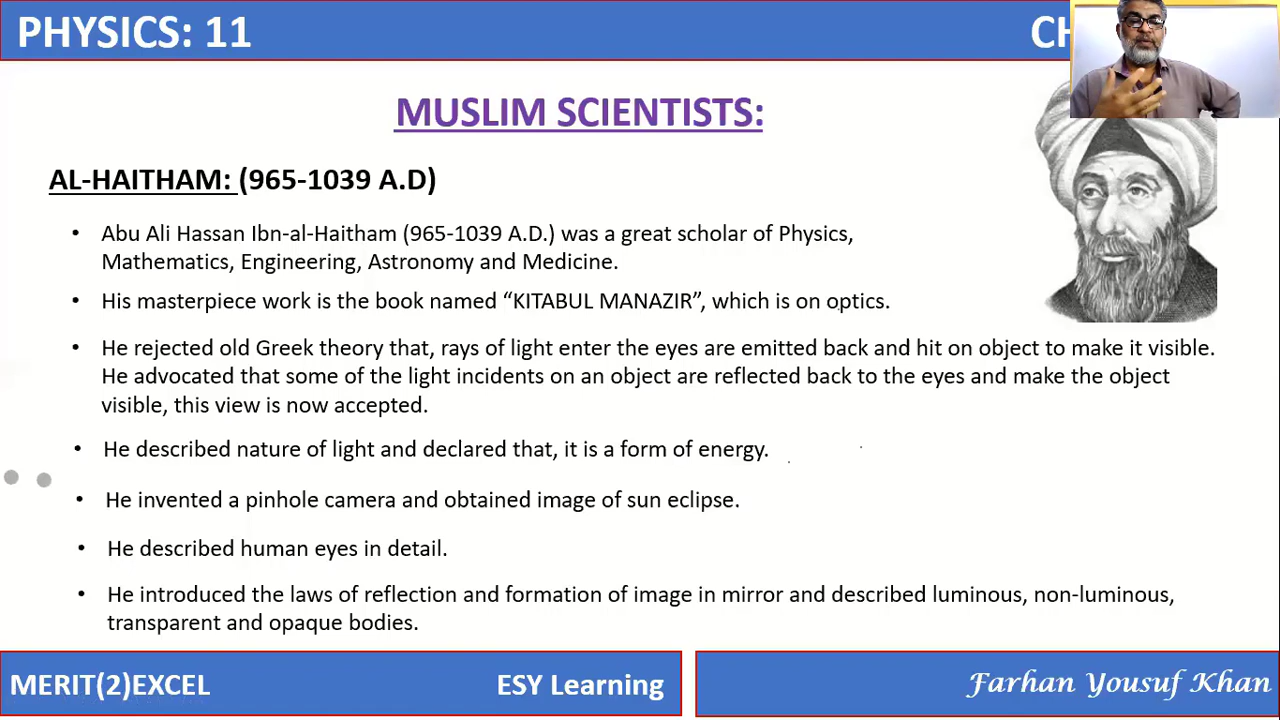 PHYSICS: 11
CH
MUSLIM SCIENTISTS:
AL-HAITHAM: (965-1039 A.D)
• Abu Ali Hassan Ibn-al-Haitham (965-1039 A.D.) was a great scholar of Physics,
Mathematics, Engineering, Astronomy and Medicine.
• His masterpiece work is the book named “KITABUL MANAZIR”, which is on optics.
• He rejected old Greek theory that, rays of light enter the eyes are emitted back and hit on object to make it visible.
He advocated that some of the light incidents on an object are reflected back to the eyes and make the object
visible, this view is now accepted.
• He described nature of light and declared that, it is a form of energy.
• He invented a pinhole camera and obtained image of sun eclipse.
• He described human eyes in detail.
• He introduced the laws of reflection and formation of image in mirror and described luminous, non-luminous,
transparent and opaque bodies.
MERIT(2)EXCEL
ESY Learning
Farhan Yousuf Khan